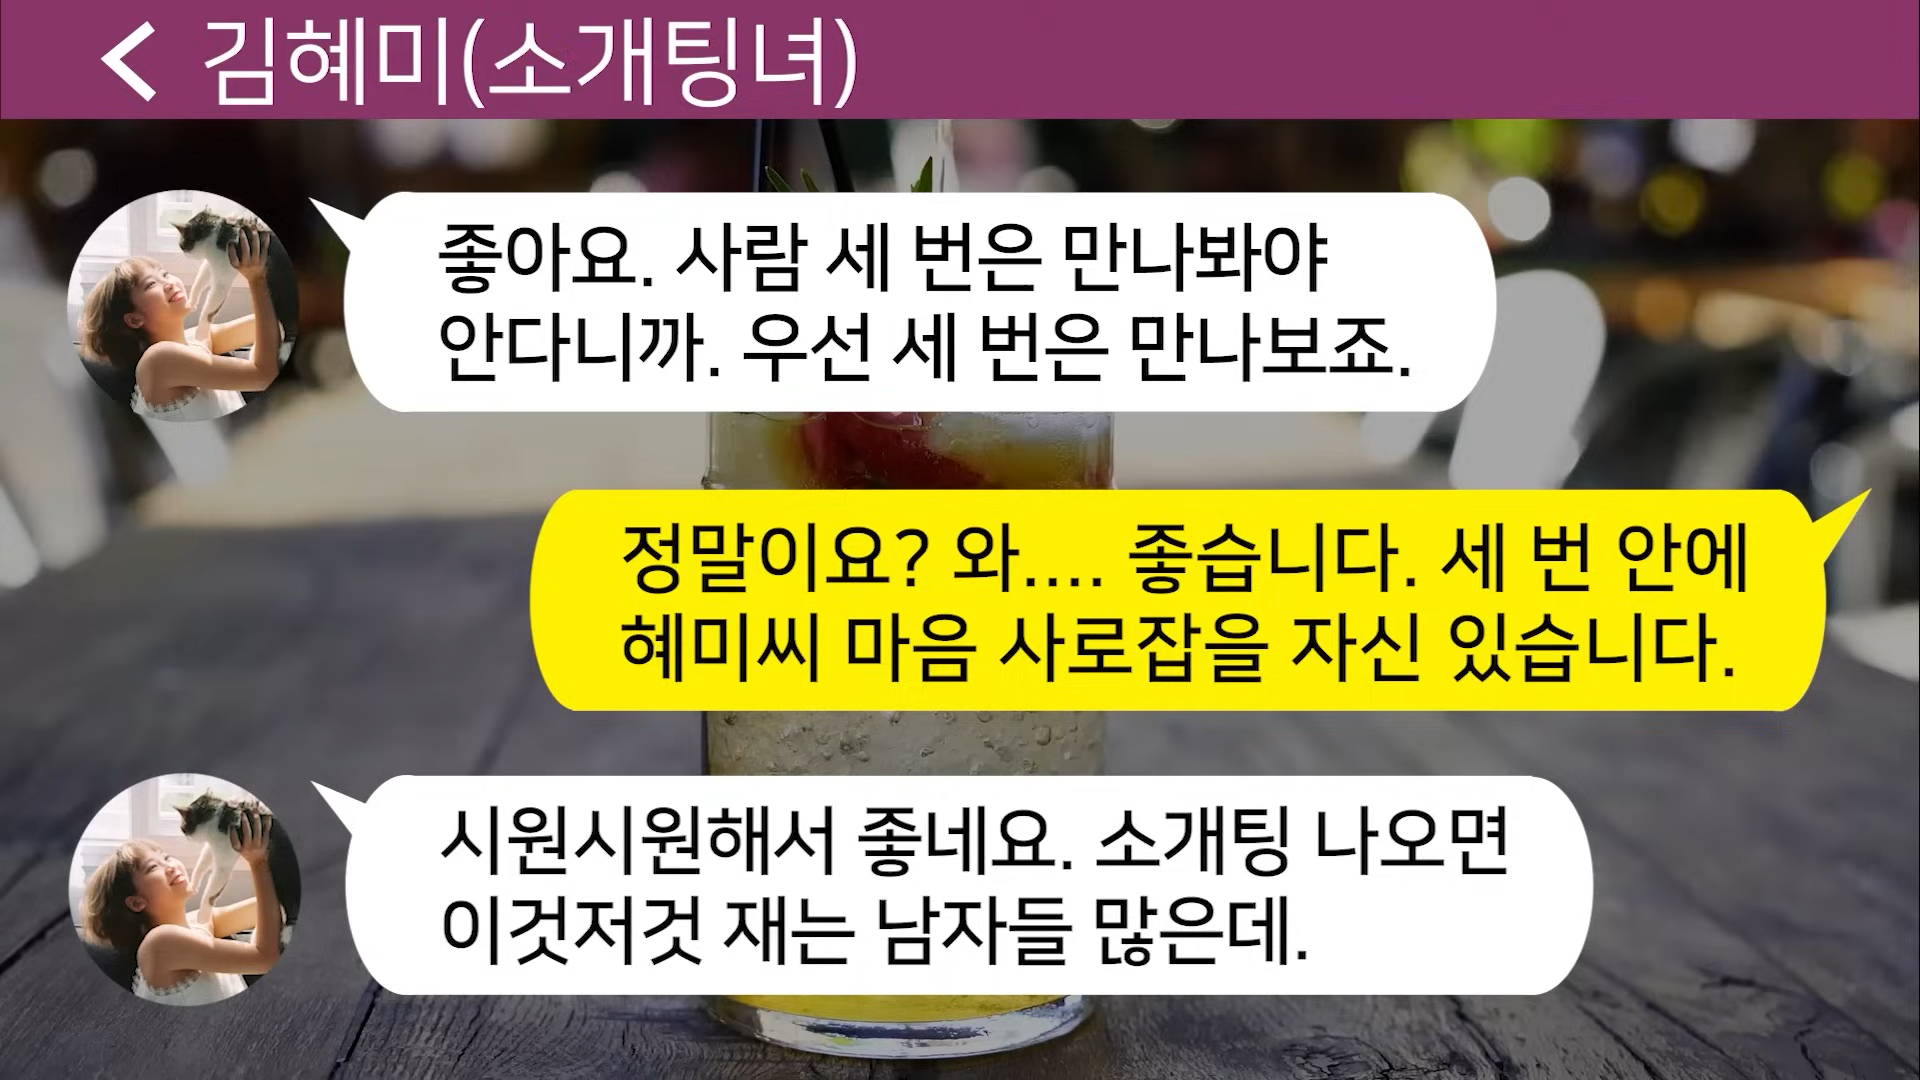 김혜미(소개팅녀)
좋아요. 사람 세 번은 만나봐야
안다니까. 우선 세 번은 만나보죠.
정말이요? 와.... 좋습니다. 세 번 안에
혜미씨 마음 사로잡을 자신 있습니다.
시원시원해서 좋네요. 소개팅 나오면
이것저것 재는 남자들 많은데.